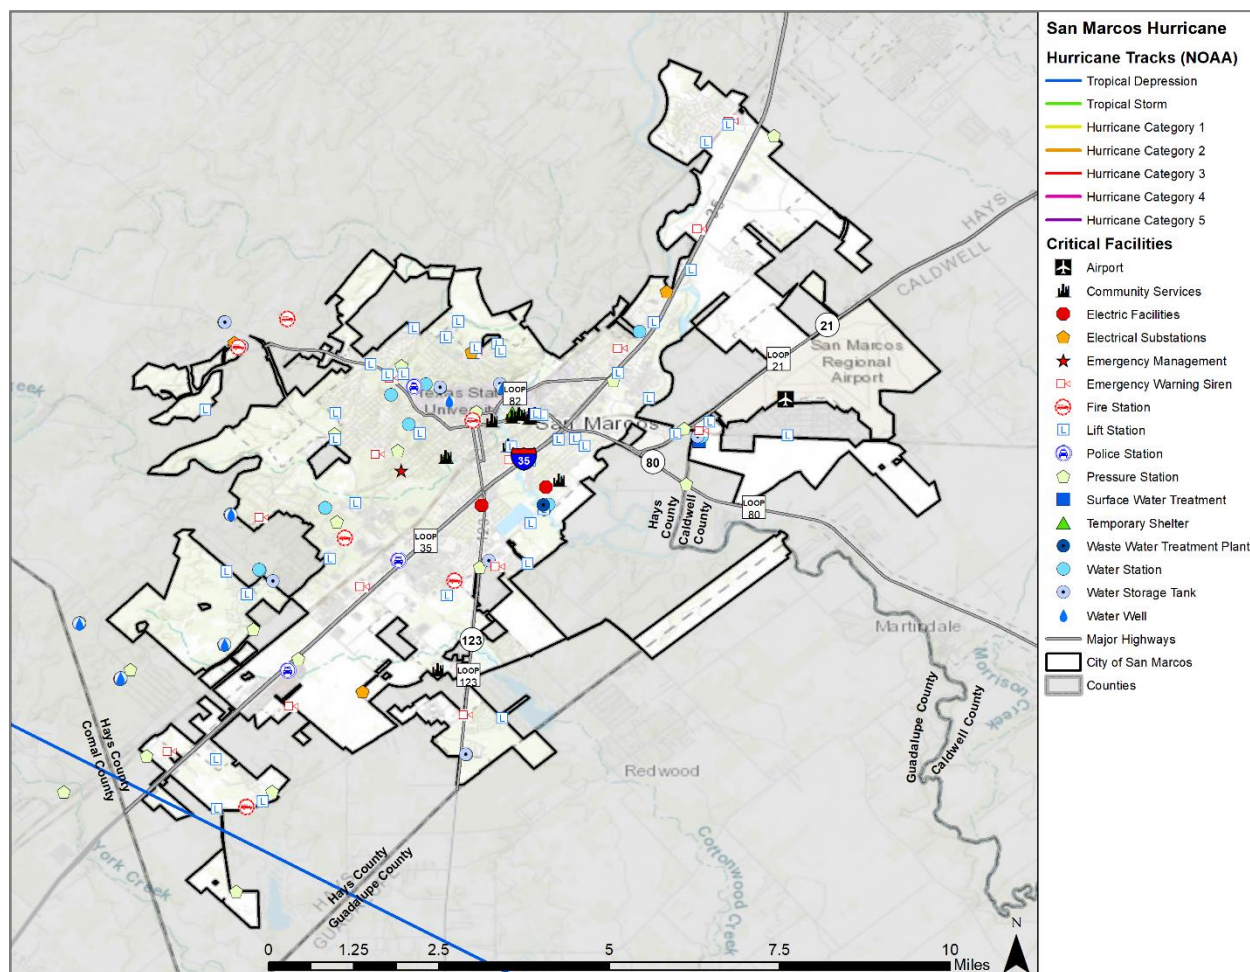 San Marcos Hurricane
Hurricane Tracks (NOAA)
Tropical Depression
Tropical Storm
Hurricane Category 1
Hurricane Category 2
Hurricane Category 3
Hurricane Category 4
Hurricane Category 5
Critical Facilities
Airport
Community Services
Electric Facilities
Electrical Substations
Emergency Management
Emergency Warning Siren
Fire Station
Lift Station
Police Station
Pressure Station
Surface Water Treatment
Temporary Shelter
Waste Water Treatment Plant
Water Station
Water Storage Tank
Water Well
Major Highways
City of San Marcos
Counties
HAYS
CALDWELL
35
21
LOOP
21
San Marcos
Regional
Airport
Creek
Texas State
University
LOOP
82
San Marcos
35
80
LOOP
80
Hays
County
Caldwell
County
LOOP
35
123
123
LOOP
123
Martindale
Morrison
Creek
Guadalupe County
Caldwell County
Hays County
Comal County
Redwood
York Creek
Cottonwood
Creek
Hays County
Guadalupe County
N
0
1.25
2.5
5
7.5
10
Miles